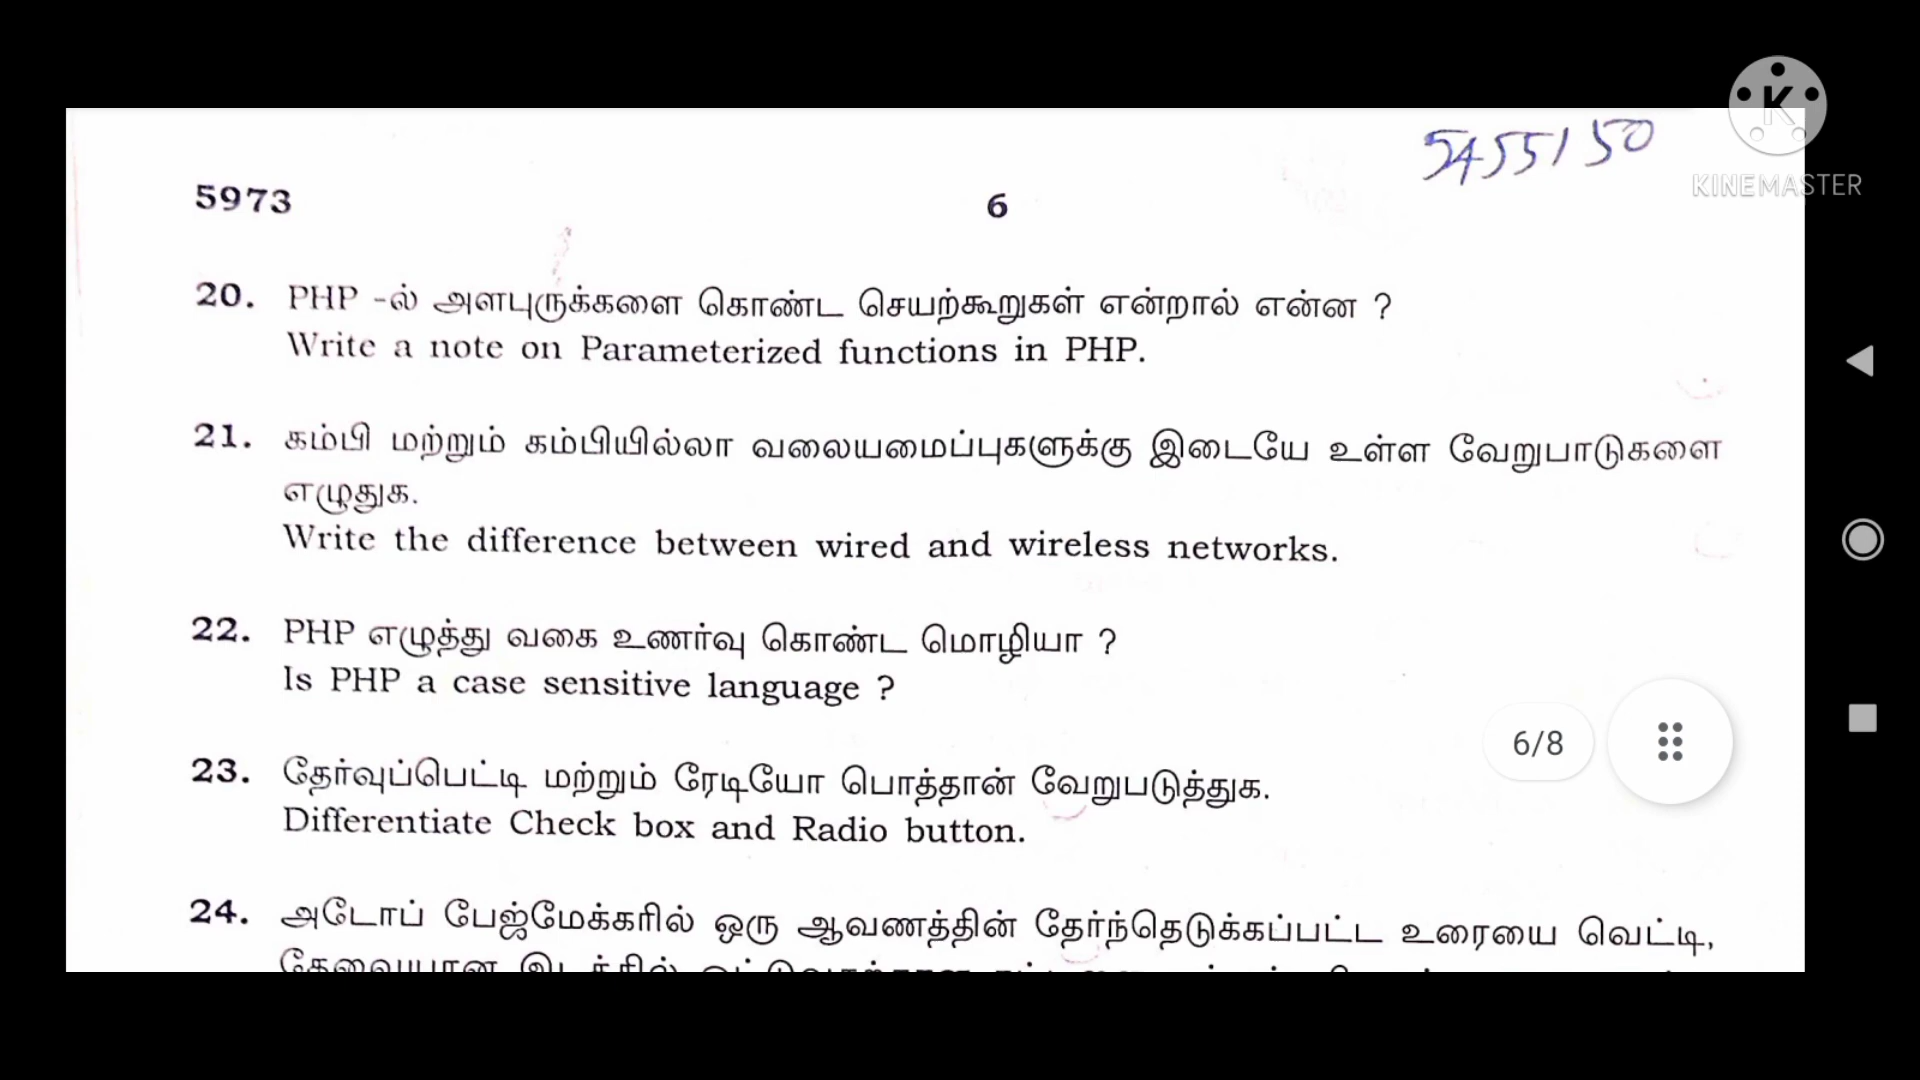 KINEMASTER
5455150
5973
6
20. PHP -ல் அளபுருக்களை கொண்ட செயற்கூறுகள் என்றால் என்ன ?
Write a note on Parameterized functions in PHP.
21. கம்பி மற்றும் கம்பியில்லா வலையமைப்புகளுக்கு இடையே உள்ள வேறுபாடுகளை
எழுதுக.
Write the difference between wired and wireless networks.
22. PHP எழுத்து வகை உணர்வு கொண்ட மொழியா ?
Is PHP a case sensitive language ?
6/8
23. தேர்வுப்பெட்டி மற்றும் ரேடியோ பொத்தான் வேறுபடுத்துக.
Differentiate Check box and Radio button.
24. அடோப் பேஜ்மேக்கரில் ஒரு ஆவணத்தின் தேர்ந்தெடுக்கப்பட்ட உரையை வெட்டி,